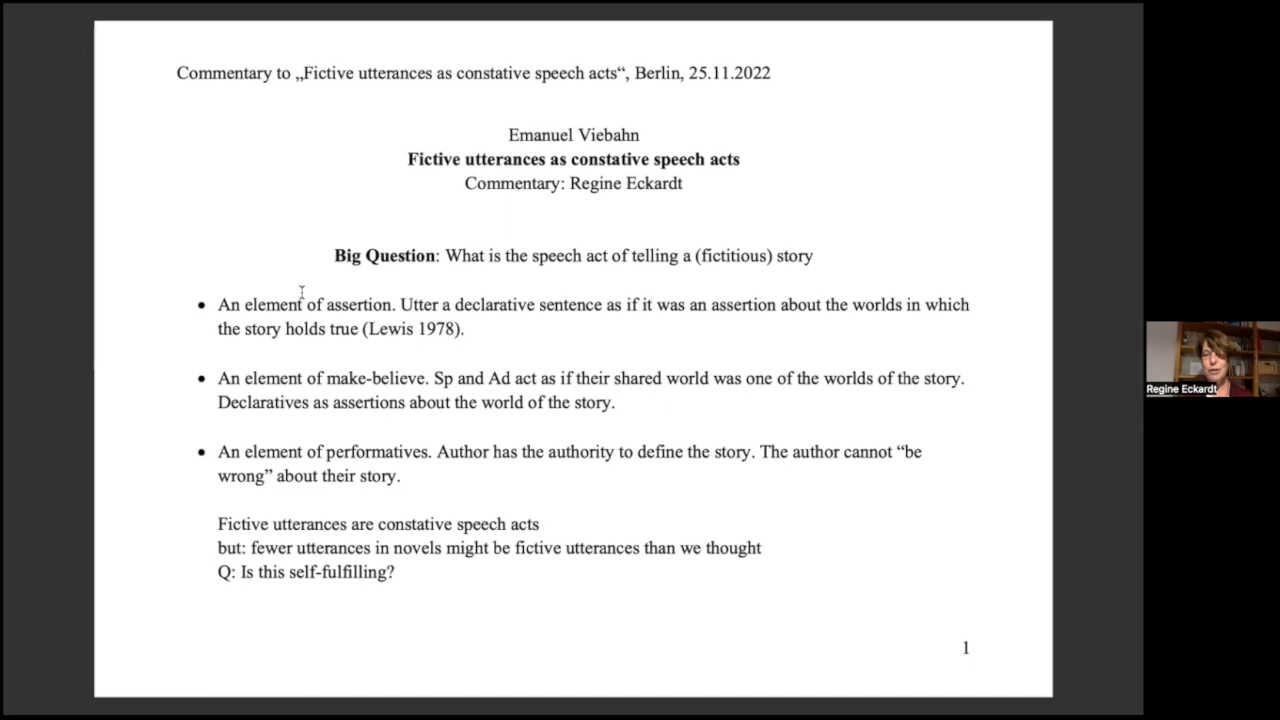 Commentary to „Fictive utterances as constative speech acts“, Berlin, 25.11.2022
Emanuel Viebahn
Fictive utterances as constative speech acts
Commentary: Regine Eckardt
Big Question: What is the speech act of telling a (fictitious) story
• An element of assertion. Utter a declarative sentence as if it was an assertion about the worlds in which
the story holds true (Lewis 1978).
• An element of make-believe. Sp and Ad act as if their shared world was one of the worlds of the story.
Declaratives as assertions about the world of the story.
• An element of performatives. Author has the authority to define the story. The author cannot “be
wrong” about their story.
Fictive utterances are constative speech acts
but: fewer utterances in novels might be fictive utterances than we thought
Q: Is this self-fulfilling?
1
Regine Eckardt